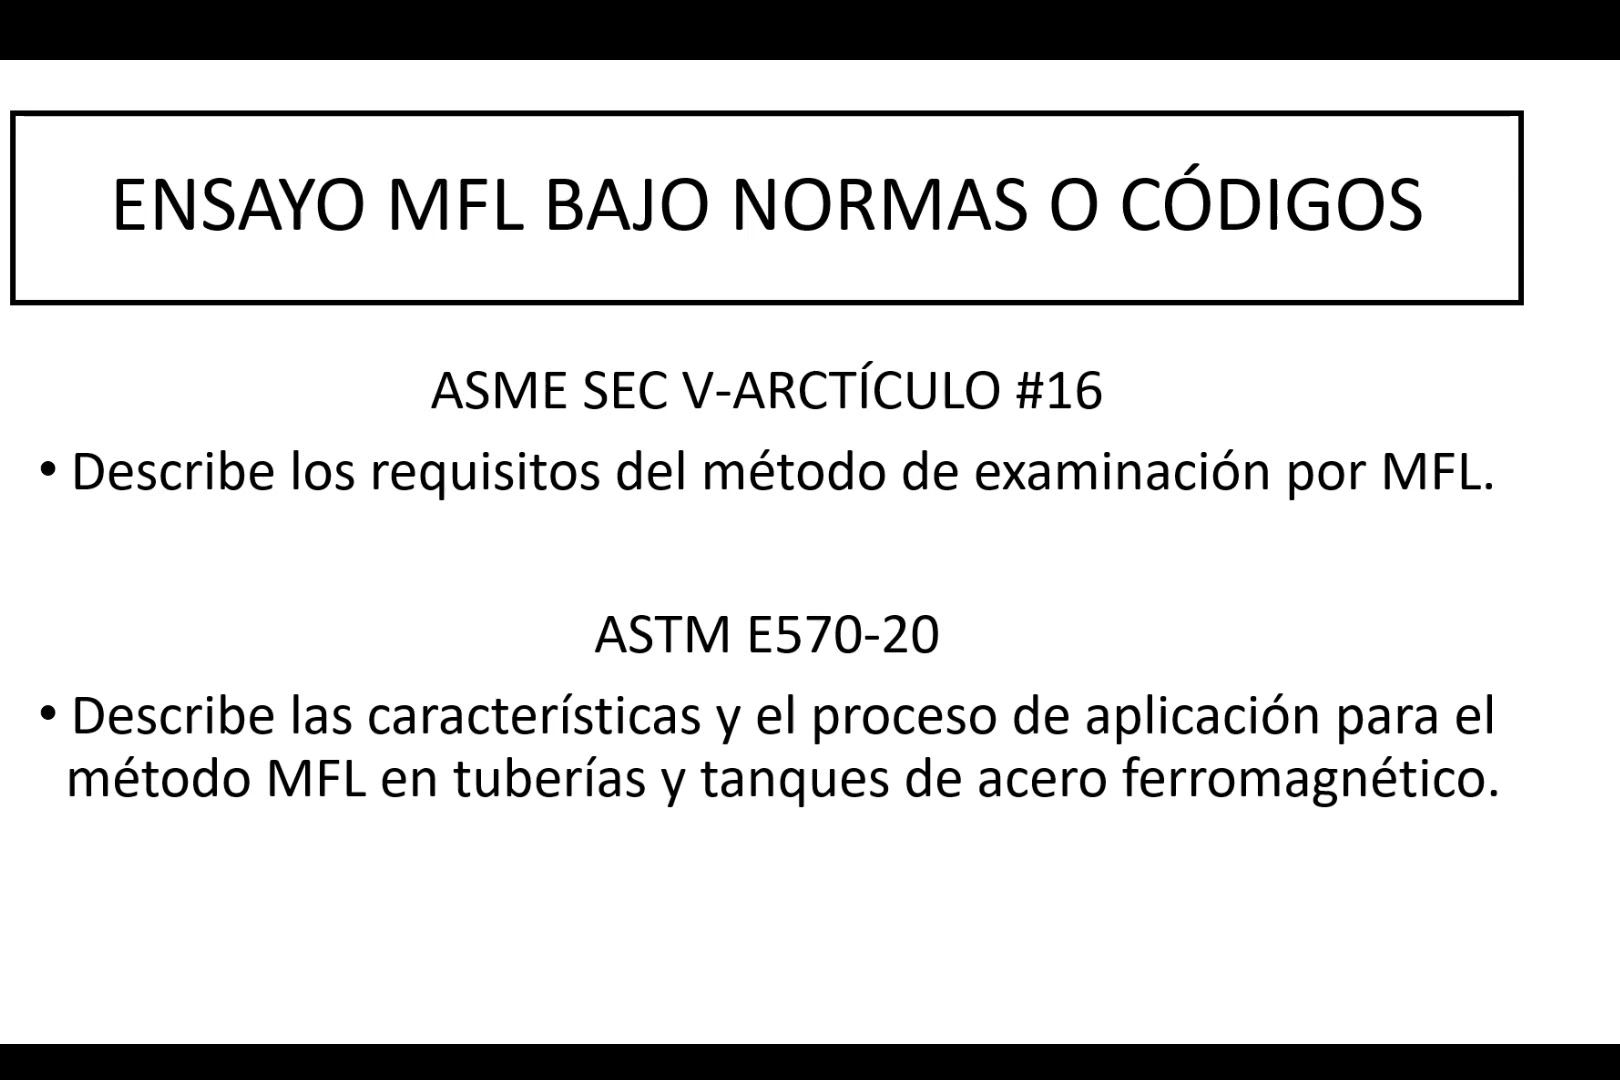 ENSAYO MFL BAJO NORMAS O CÓDIGOS
ASME SEC V-ARCTÍCULO #16
• Describe los requisitos del método de examinación por MFL.
ASTM E570-20
• Describe las características y el proceso de aplicación para el
método MFL en tuberías y tanques de acero ferromagnético.